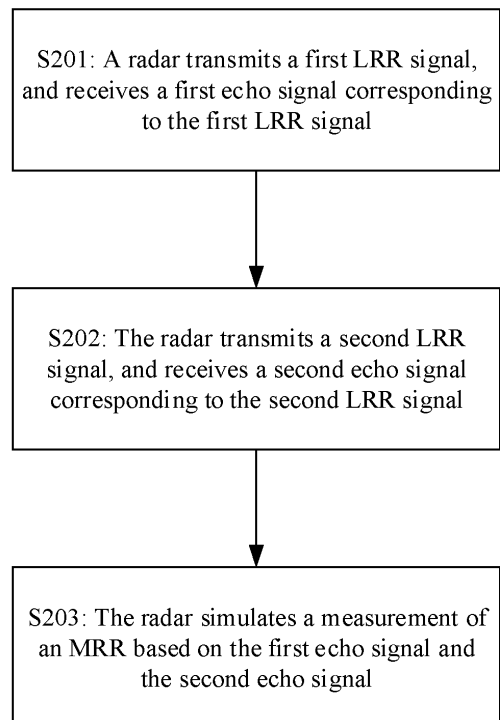 S201: A radar transmits a first LRR signal,
and receives a first echo signal corresponding
to the first LRR signal
S202: The radar transmits a second LRR
signal, and receives a second echo signal
corresponding to the second LRR signal
S203: The radar simulates a measurement of
an MRR based on the first echo signal and
the second echo signal